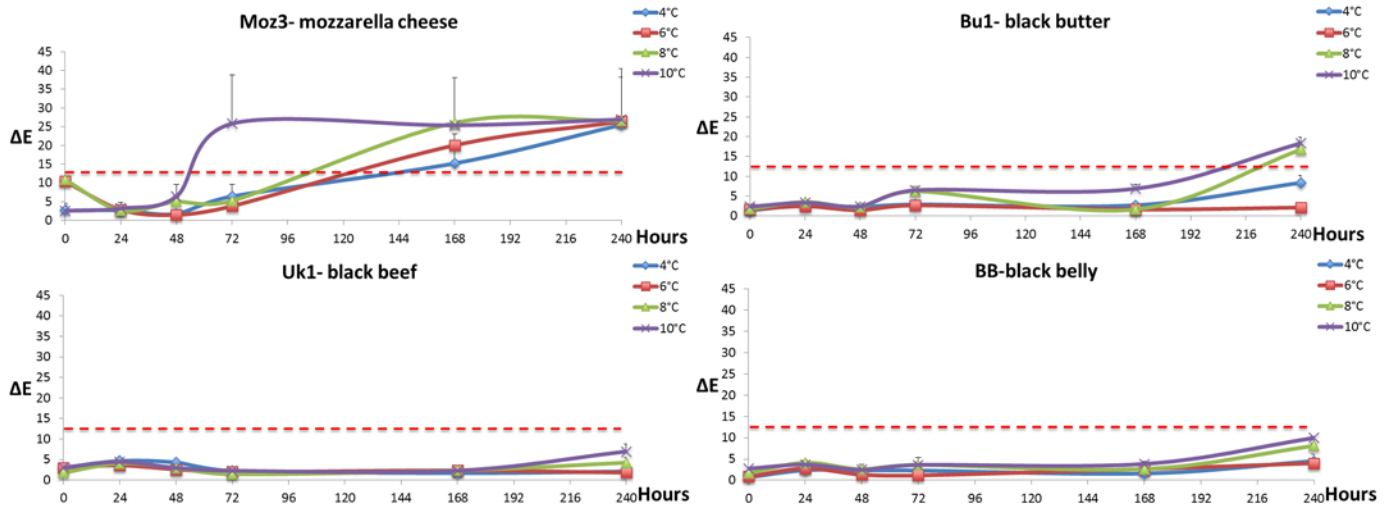 Moz3- mozzarella cheese
4°C
6°C
8°C
10°C
45
40
35
30
25
20
15
10
5
0
ΔE
0 24 48 72 96 120 144 168 192 216 240 Hours
Bu1- black butter
4°C
6°C
8°C
10°C
45
40
35
30
25
20
15
10
5
0
ΔE
0 24 48 72 96 120 144 168 192 216 240 Hours
Uk1- black beef
4°C
6°C
8°C
10°C
45
40
35
30
25
20
15
10
5
0
ΔE
0 24 48 72 96 120 144 168 192 216 240 Hours
BB-black belly
4°C
6°C
8°C
10°C
45
40
35
30
25
20
15
10
5
0
ΔE
0 24 48 72 96 120 144 168 192 216 240 Hours